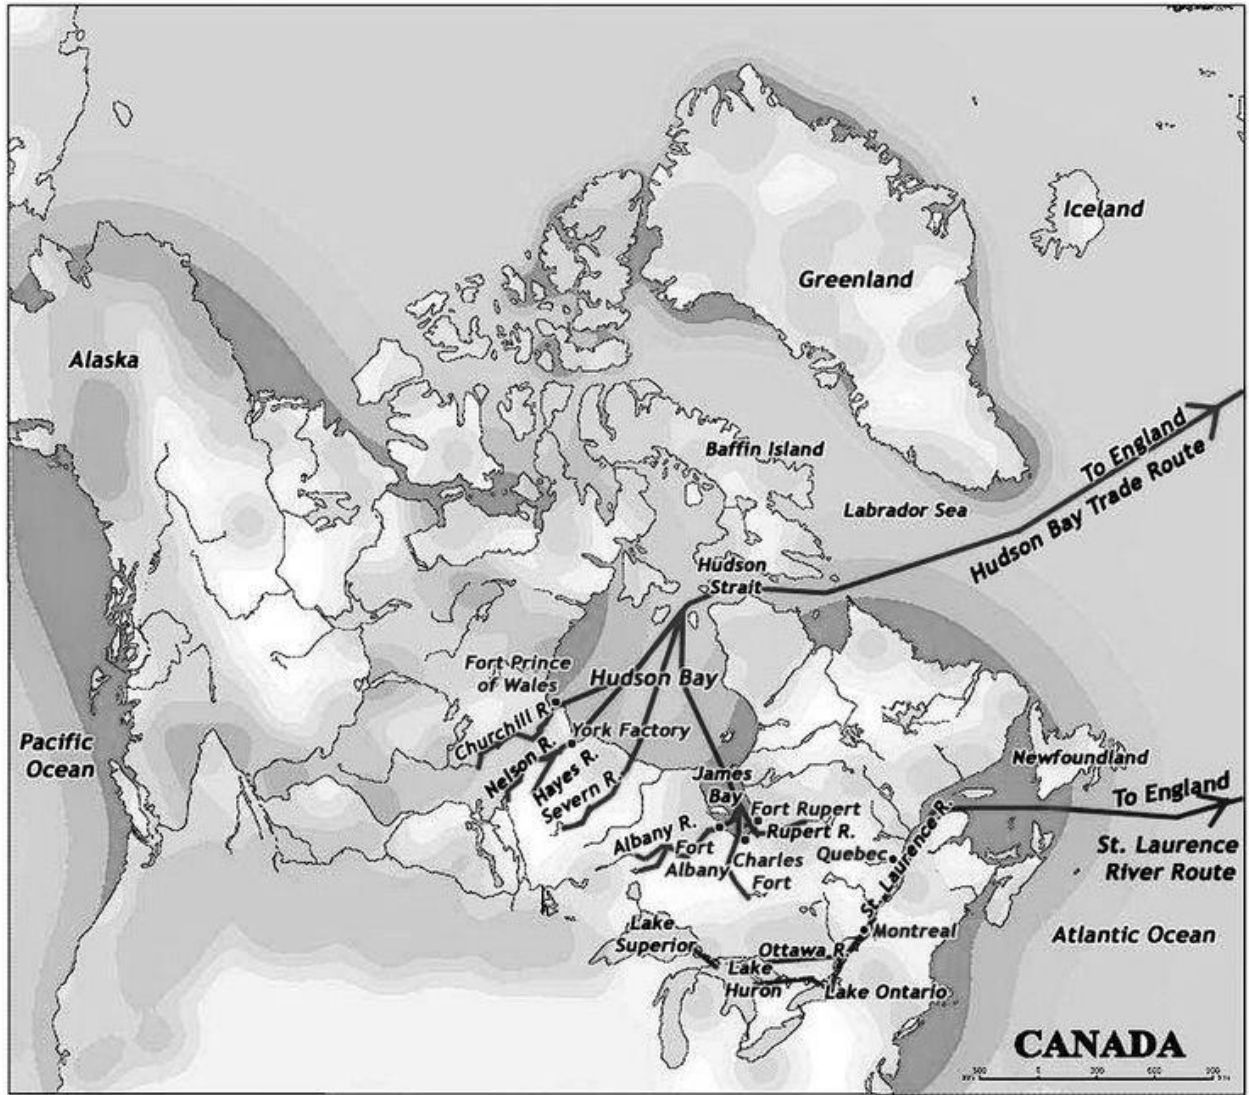 Iceland
Greenland
Alaska
Baffin Island
To England
Hudson Bay Trade Route
Labrador Sea
Hudson
Strait
Fort Prince
of Wales
Hudson Bay
Churchill R.
York Factory
Nelson R.
Hayes R.
Severn R.
Pacific
Ocean
Newfoundland
James
Bay
To England
Fort Rupert
Rupert R.
Albany R.
Fort
Albany
Charles
Fort
Quebec
St. Laurence R.
St. Laurence
River Route
Lake
Superior
Montreal
Atlantic Ocean
Ottawa R.
Lake
Huron
Lake Ontario
CANADA